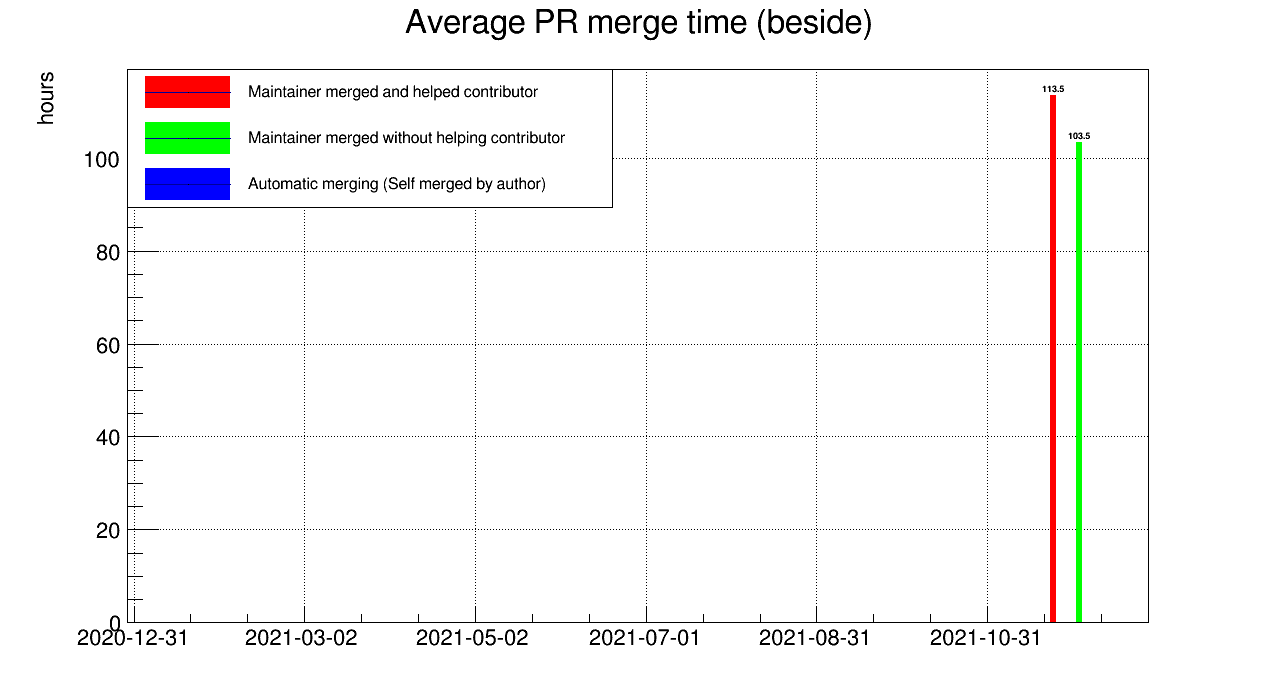 Average PR merge time (beside)
hours
Maintainer merged and helped contributor
Maintainer merged without helping contributor
Automatic merging (Self merged by author)
113.5
103.5
100
80
60
40
20
0
2020-12-31 2021-03-02 2021-05-02 2021-07-01 2021-08-31 2021-10-31